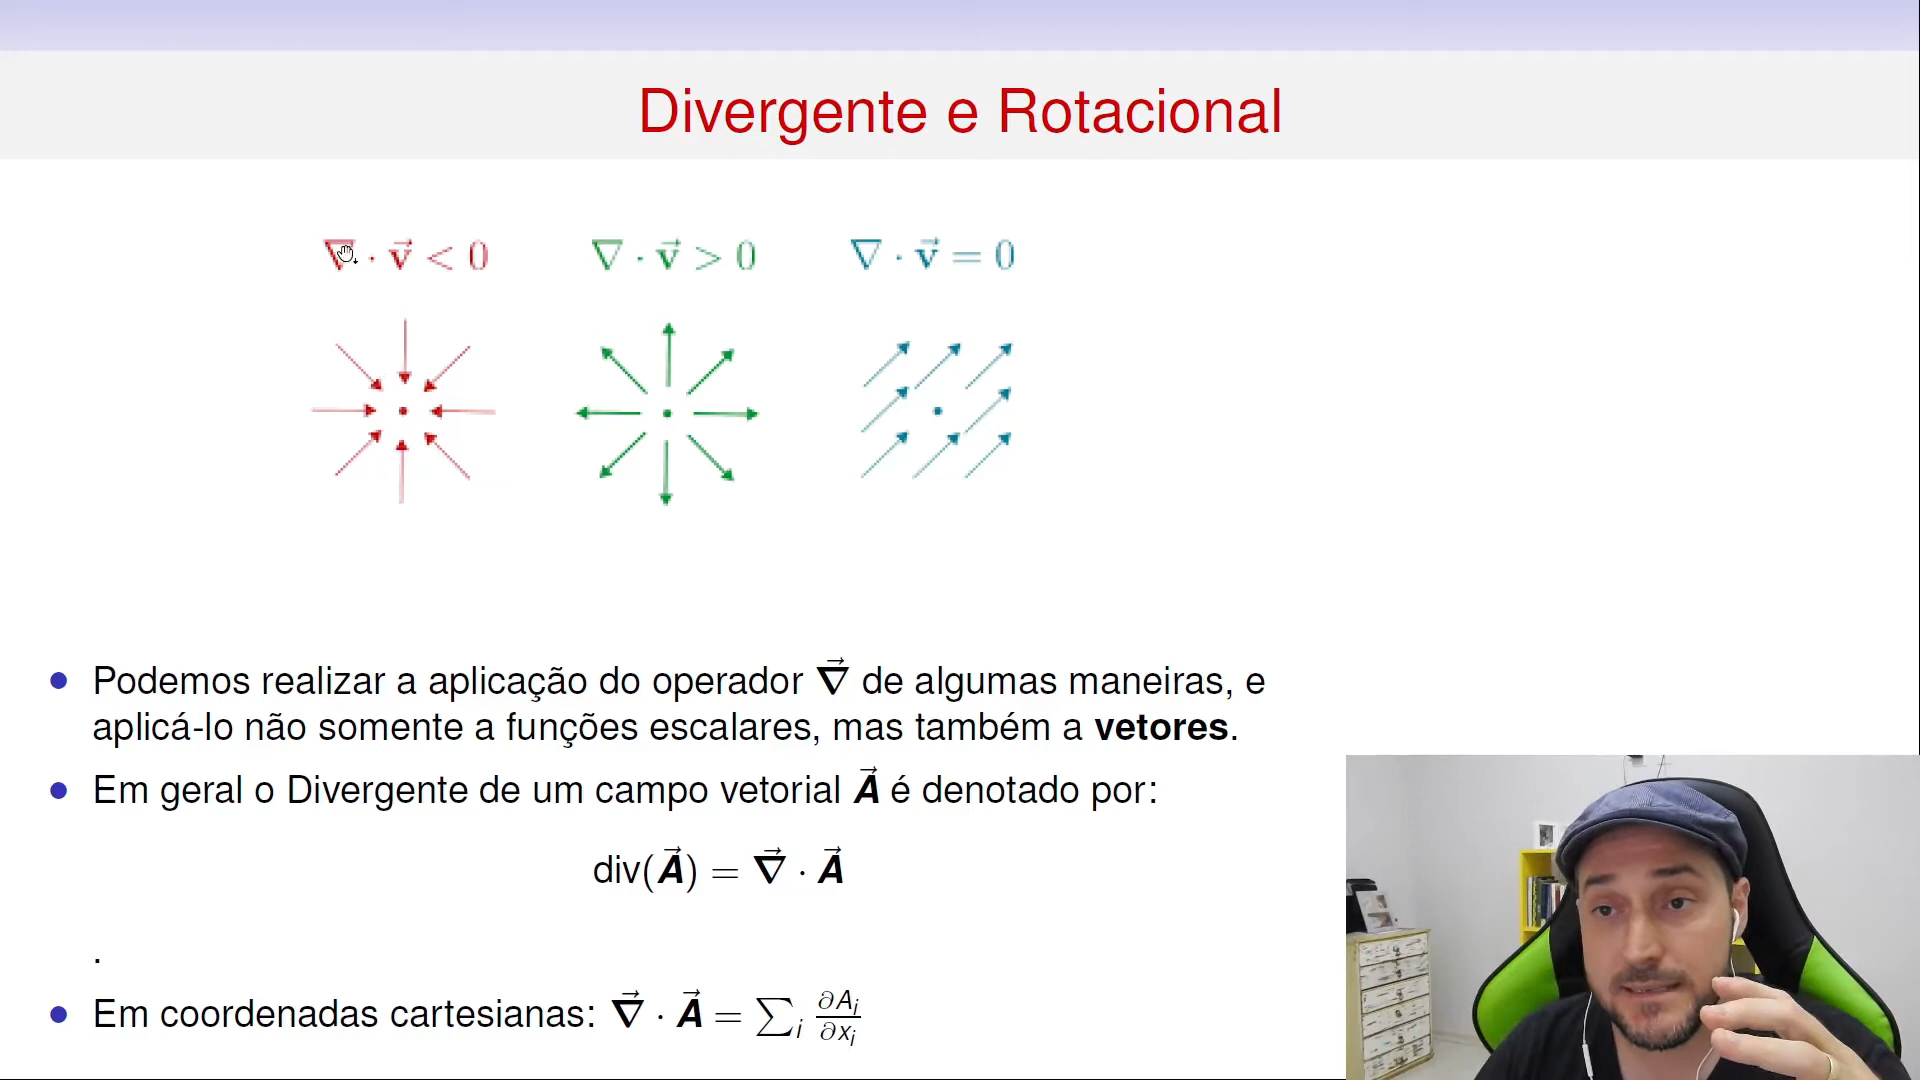 Divergente e Rotacional
∇ · v⃗ < 0 ∇ · v⃗ > 0 ∇ · v⃗ = 0
• Podemos realizar a aplicação do operador ∇⃗ de algumas maneiras, e
aplicá-lo não somente a funções escalares, mas também a vetores.
• Em geral o Divergente de um campo vetorial A⃗ é denotado por:
div(A⃗) = ∇⃗ · A⃗
.
• Em coordenadas cartesianas: ∇⃗ · A⃗ = ∑ᵢ ∂Aᵢ/∂xᵢ